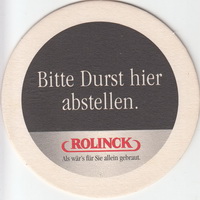 Bitte Durst hier
abstellen.
ROLINCK
Als wär's für Sie allein gebraut.